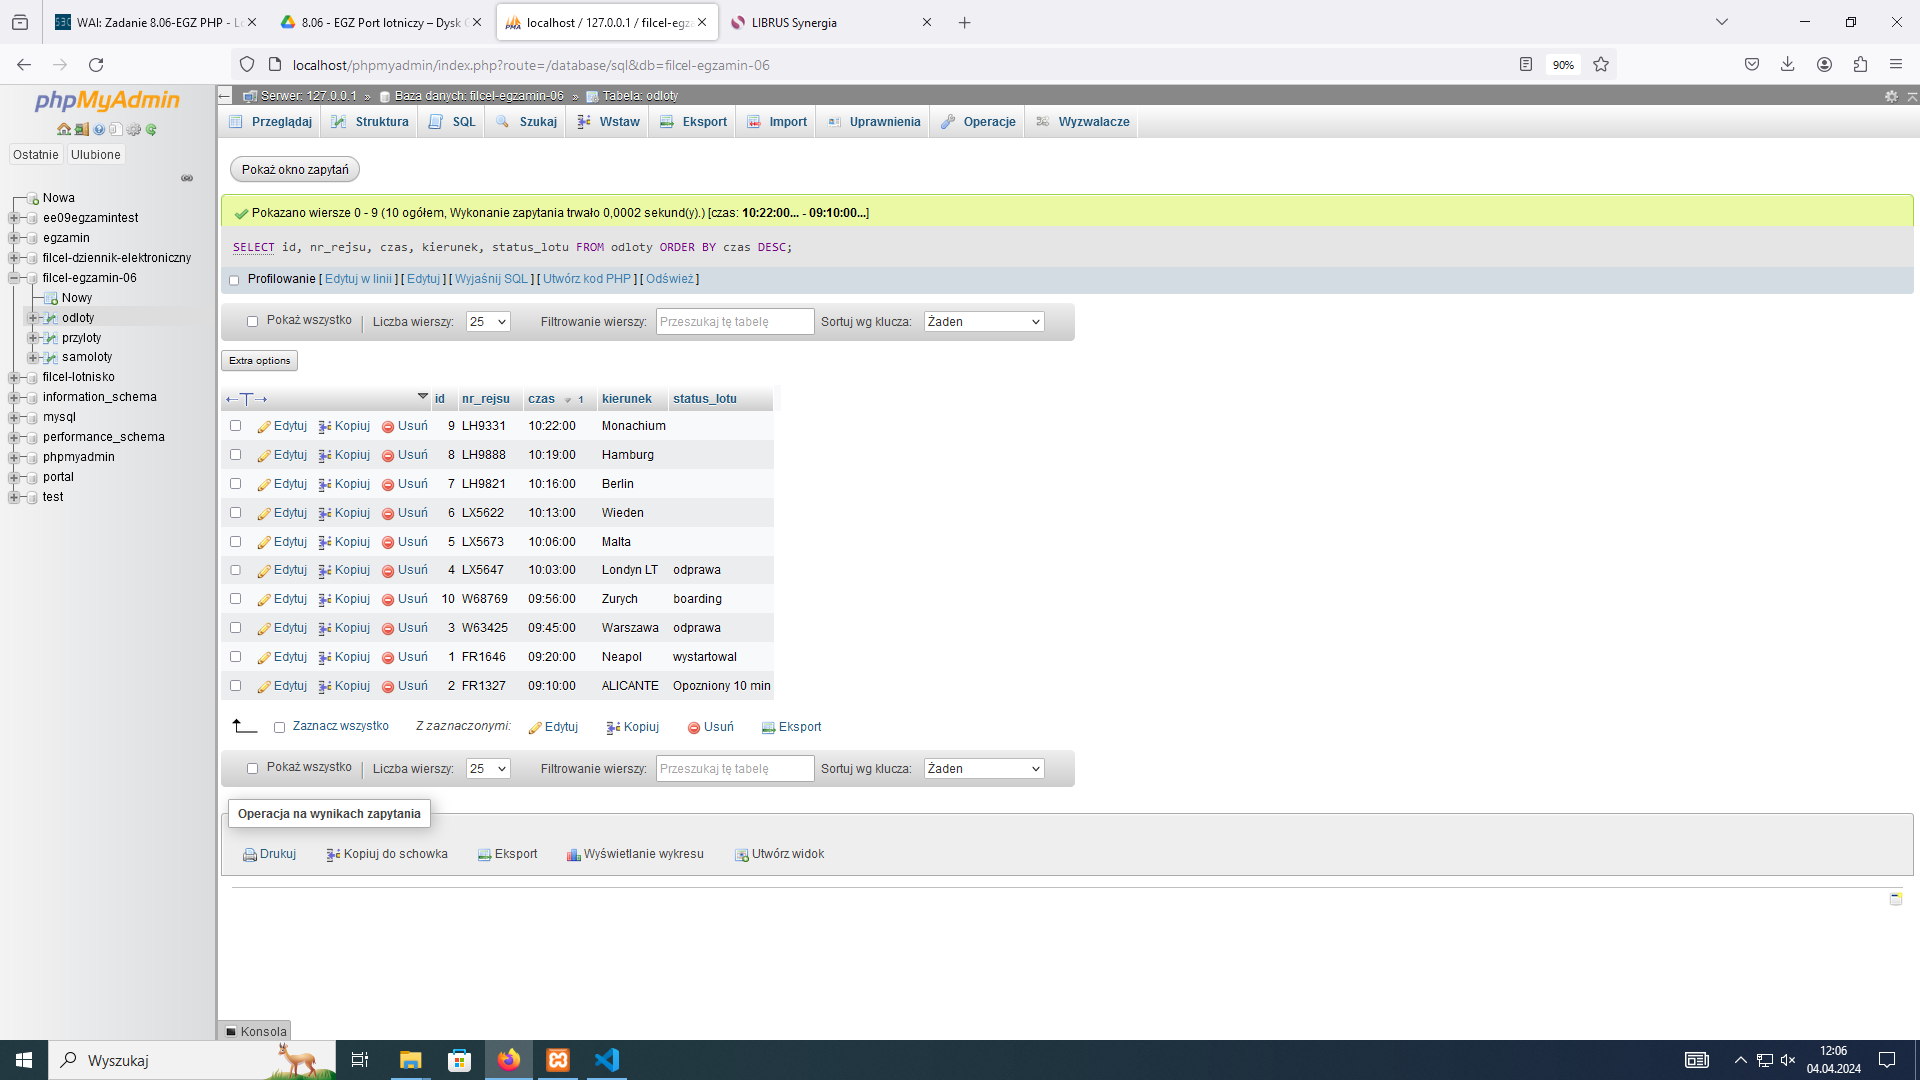 WAI: Zadanie 8.06-EGZ PHP - Lo
8.06 - EGZ Port lotniczy – Dysk G
localhost / 127.0.0.1 / filcel-egza
LIBRUS Synergia
localhost/phpmyadmin/index.php?route=/database/sql&db=filcel-egzamin-06
90%
phpMyAdmin
Ostatnie Ulubione
Nowa
ee09egzamintest
egzamin
filcel-dziennik-elektroniczny
filcel-egzamin-06
Nowy
odloty
przyloty
samoloty
filcel-lotnisko
information_schema
mysql
performance_schema
phpmyadmin
portal
test
Serwer: 127.0.0.1 » Baza danych: filcel-egzamin-06 » Tabela: odloty
Przeglądaj Struktura SQL Szukaj Wstaw Eksport Import Uprawnienia Operacje Wyzwalacze
Pokaż okno zapytań
Pokazano wiersze 0 - 9 (10 ogółem, Wykonanie zapytania trwało 0,0002 sekund(y).) [czas: 10:22:00... - 09:10:00...]
SELECT id, nr_rejsu, czas, kierunek, status_lotu FROM odloty ORDER BY czas DESC;
Profilowanie [ Edytuj w linii ] [ Edytuj ] [ Wyjaśnij SQL ] [ Utwórz kod PHP ] [ Odśwież ]
Pokaż wszystko Liczba wierszy: 25 Filtrowanie wierszy: Przeszukaj tę tabelę Sortuj wg klucza: Żaden
Extra options
←T→ id nr_rejsu czas 1 kierunek status_lotu
Edytuj Kopiuj Usuń 9 LH9331 10:22:00 Monachium
Edytuj Kopiuj Usuń 8 LH9888 10:19:00 Hamburg
Edytuj Kopiuj Usuń 7 LH9821 10:16:00 Berlin
Edytuj Kopiuj Usuń 6 LX5622 10:13:00 Wieden
Edytuj Kopiuj Usuń 5 LX5673 10:06:00 Malta
Edytuj Kopiuj Usuń 4 LX5647 10:03:00 Londyn LT odprawa
Edytuj Kopiuj Usuń 10 W68769 09:56:00 Zurych boarding
Edytuj Kopiuj Usuń 3 W63425 09:45:00 Warszawa odprawa
Edytuj Kopiuj Usuń 1 FR1646 09:20:00 Neapol wystartowal
Edytuj Kopiuj Usuń 2 FR1327 09:10:00 ALICANTE Opozniony 10 min
Zaznacz wszystko Z zaznaczonymi: Edytuj Kopiuj Usuń Eksport
Pokaż wszystko Liczba wierszy: 25 Filtrowanie wierszy: Przeszukaj tę tabelę Sortuj wg klucza: Żaden
Operacja na wynikach zapytania
Drukuj Kopiuj do schowka Eksport Wyświetlanie wykresu Utwórz widok
Konsola
Wyszukaj
12:06
04.04.2024